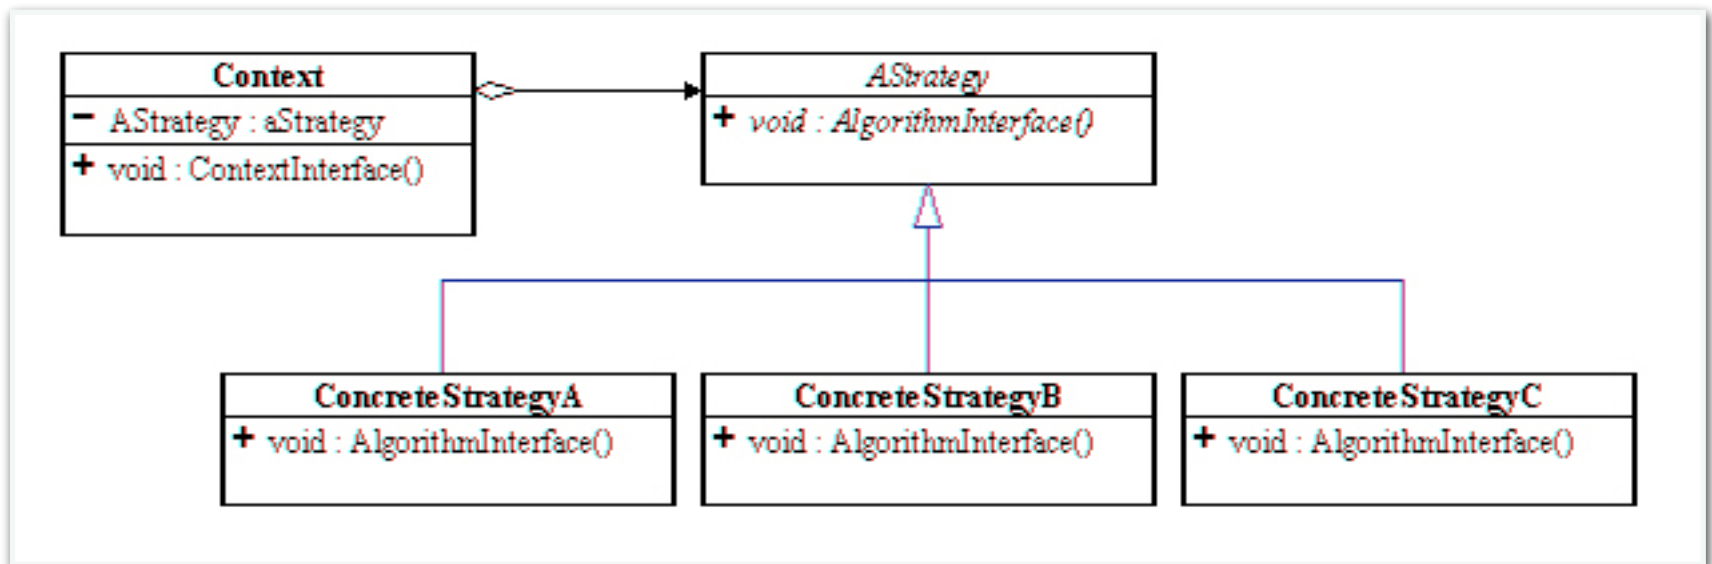 Context
- AStrategy : aStrategy
+ void : ContextInterface()
AStrategy
+ void : AlgorithmInterface()
ConcreteStrategyA
+ void : AlgorithmInterface()
ConcreteStrategyB
+ void : AlgorithmInterface()
ConcreteStrategyC
+ void : AlgorithmInterface()